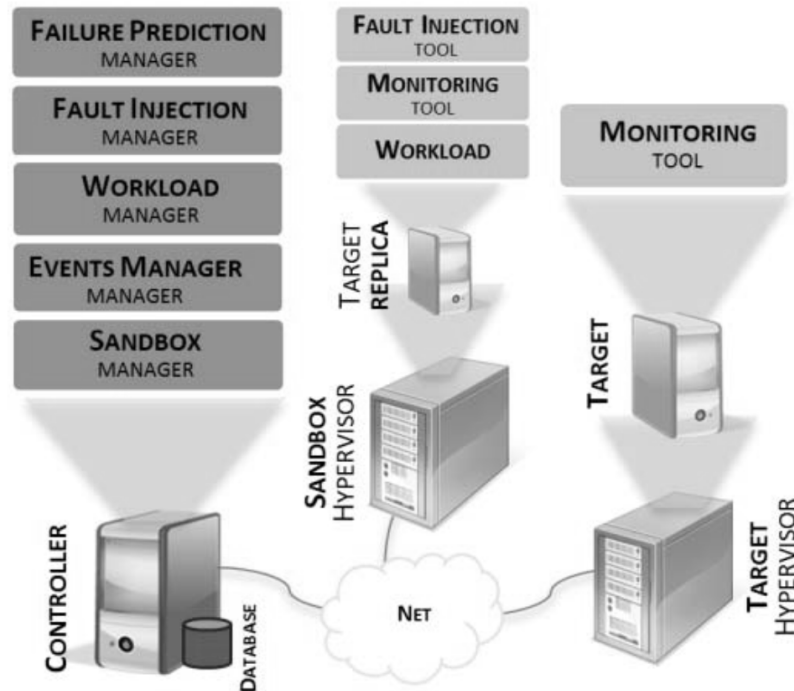 FAILURE PREDICTION
MANAGER
FAULT INJECTION
MANAGER
WORKLOAD
MANAGER
EVENTS MANAGER
MANAGER
SANDBOX
MANAGER
CONTROLLER
DATABASE
FAULT INJECTION
TOOL
MONITORING
TOOL
WORKLOAD
TARGET
REPLICA
SANDBOX
HYPERVISOR
NET
MONITORING
TOOL
TARGET
TARGET
HYPERVISOR